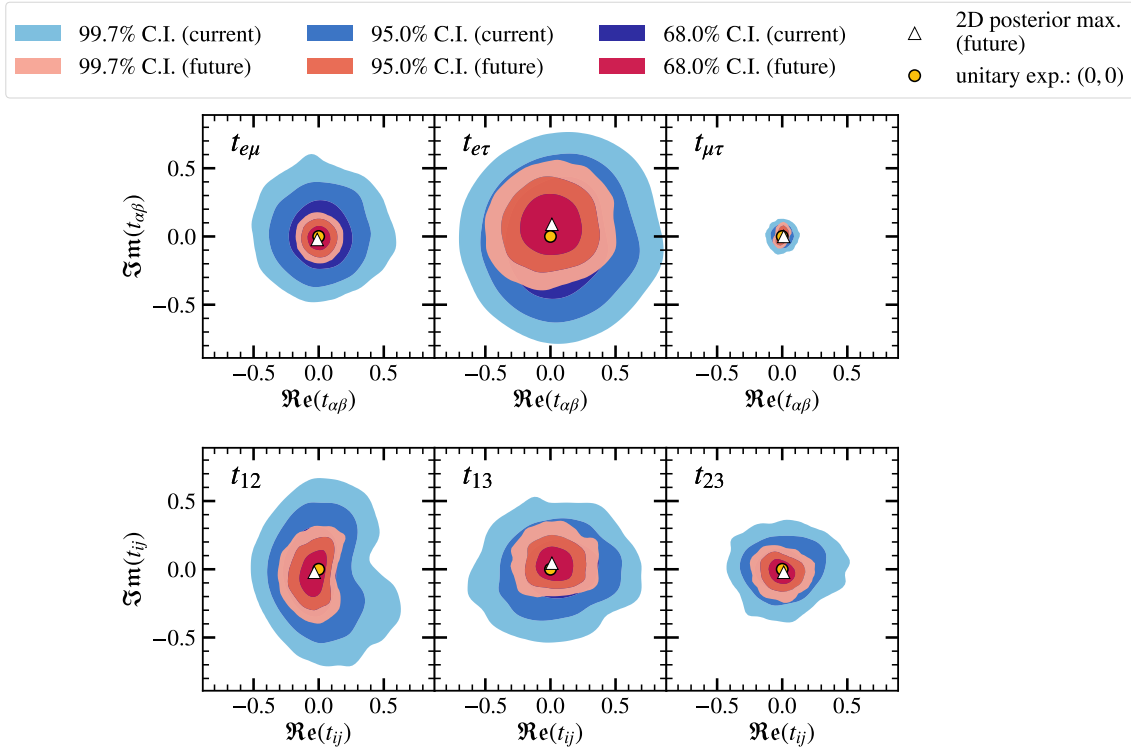 99.7% C.I. (current) 95.0% C.I. (current) 68.0% C.I. (current) 2D posterior max. (future)
99.7% C.I. (future) 95.0% C.I. (future) 68.0% C.I. (future) unitary exp.: (0, 0)
t_{eμ} t_{eτ} t_{μτ}
0.5
0.0
−0.5
ℑm(t_{αβ})
−0.5 0.0 0.5 −0.5 0.0 0.5 −0.5 0.0 0.5
ℜe(t_{αβ}) ℜe(t_{αβ}) ℜe(t_{αβ})
t_{12} t_{13} t_{23}
0.5
0.0
−0.5
ℑm(t_{ij})
−0.5 0.0 0.5 −0.5 0.0 0.5 −0.5 0.0 0.5
ℜe(t_{ij}) ℜe(t_{ij}) ℜe(t_{ij})